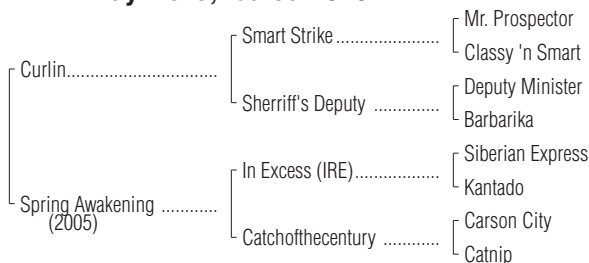 Mr. Prospector
Smart Strike
Classy 'n Smart
Curlin
Deputy Minister
Sherriff's Deputy
Barbarika
Siberian Express
In Excess (IRE)
Kantado
Spring Awakening
(2005)
Carson City
Catchofthecentury
Catnip